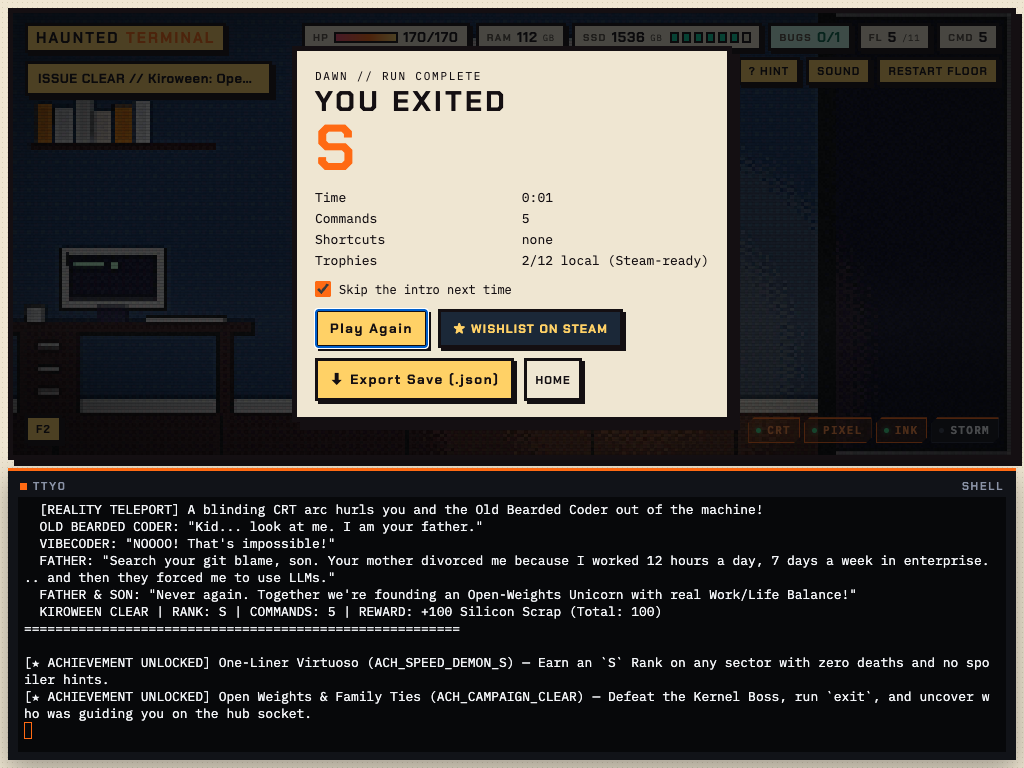 HAUNTED TERMINAL
HP 170/170 RAM 112 GB SSD 1536 GB BUGS 0/1 FL 5 /11 CMD 5
ISSUE CLEAR // Kiroween: Ope…
? HINT SOUND RESTART FLOOR
DAWN // RUN COMPLETE
YOU EXITED
S
Time 0:01
Commands 5
Shortcuts none
Trophies 2/12 local (Steam-ready)
Skip the intro next time
Play Again ★ WISHLIST ON STEAM
⬇ Export Save (.json) HOME
F2
CRT PIXEL INK STORM
TTY0 SHELL
[REALITY TELEPORT] A blinding CRT arc hurls you and the Old Bearded Coder out of the machine!
OLD BEARDED CODER: "Kid... look at me. I am your father."
VIBECODER: "NOOOO! That's impossible!"
FATHER: "Search your git blame, son. Your mother divorced me because I worked 12 hours a day, 7 days a week in enterprise.
.. and then they forced me to use LLMs."
FATHER & SON: "Never again. Together we're founding an Open-Weights Unicorn with real Work/Life Balance!"
KIROWEEN CLEAR | RANK: S | COMMANDS: 5 | REWARD: +100 Silicon Scrap (Total: 100)
========================================================
[★ ACHIEVEMENT UNLOCKED] One-Liner Virtuoso (ACH_SPEED_DEMON_S) — Earn an `S` Rank on any sector with zero deaths and no spo
iler hints.
[★ ACHIEVEMENT UNLOCKED] Open Weights & Family Ties (ACH_CAMPAIGN_CLEAR) — Defeat the Kernel Boss, run `exit`, and uncover w
ho was guiding you on the hub socket.